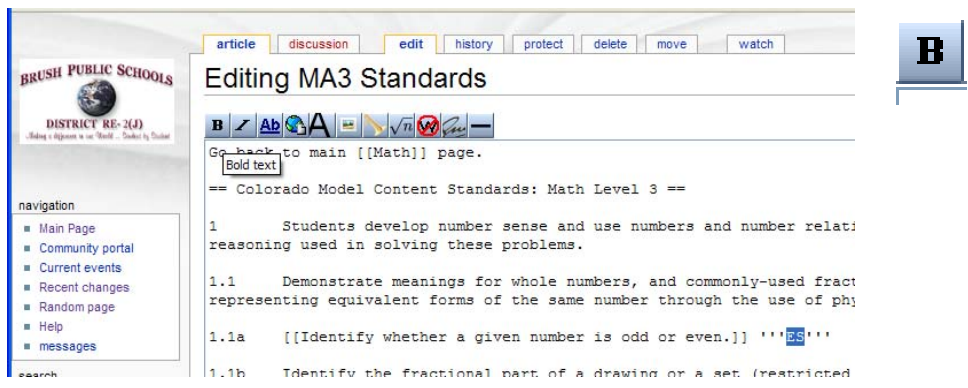 article discussion edit history protect delete move watch
BRUSH PUBLIC SCHOOLS
DISTRICT RE-2(J)
Editing MA3 Standards
B I Ab A √n W
B
Go back to main [[Math]] page.
Bold text
== Colorado Model Content Standards: Math Level 3 ==
1 Students develop number sense and use numbers and number relati
reasoning used in solving these problems.
1.1 Demonstrate meanings for whole numbers, and commonly-used fract
representing equivalent forms of the same number through the use of phy
1.1a [[Identify whether a given number is odd or even.]] '''ES'''
1.1b Identify the fractional part of a drawing or a set (restricted
navigation
Main Page
Community portal
Current events
Recent changes
Random page
Help
messages
search